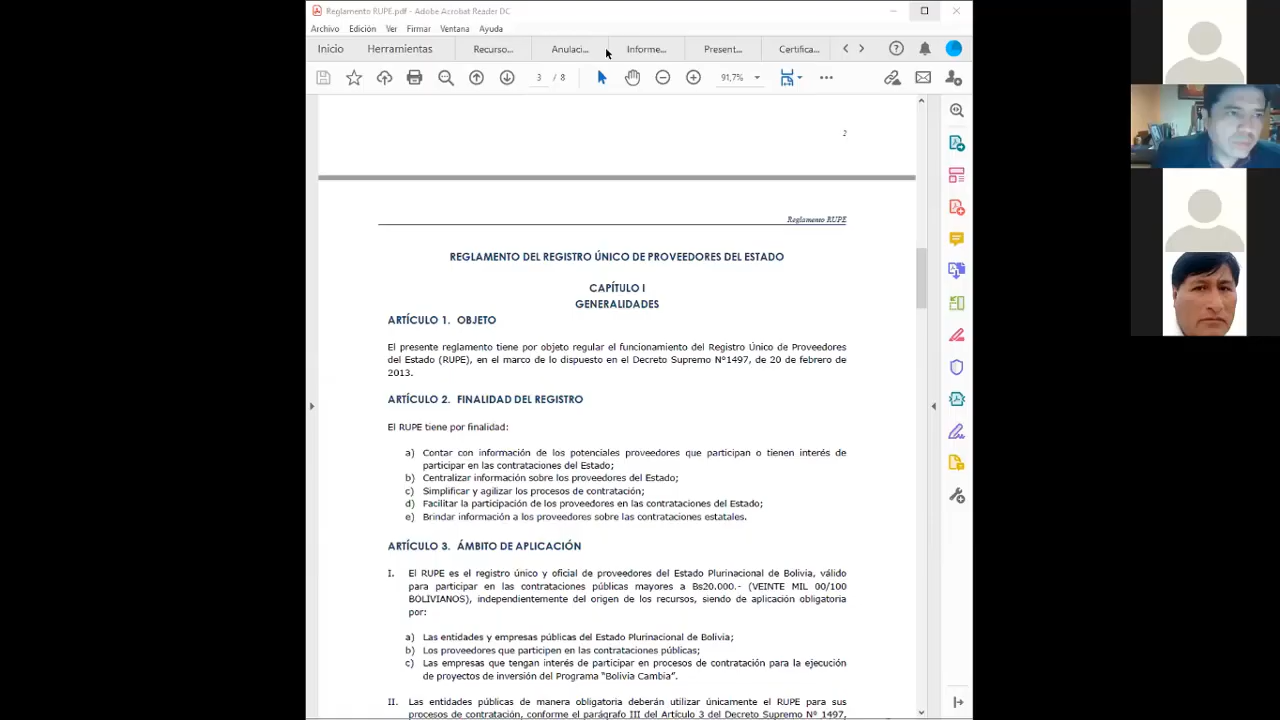 Reglamento RUPE.pdf - Adobe Acrobat Reader DC
Archivo Edición Ver Firmar Ventana Ayuda
Inicio Herramientas Recurso... Anulaci... Informe... Present... Certifica...
3 / 8 91,7%
2
Reglamento RUPE
REGLAMENTO DEL REGISTRO ÚNICO DE PROVEEDORES DEL ESTADO
CAPÍTULO I
GENERALIDADES
ARTÍCULO 1. OBJETO
El presente reglamento tiene por objeto regular el funcionamiento del Registro Único de Proveedores
del Estado (RUPE), en el marco de lo dispuesto en el Decreto Supremo N°1497, de 20 de febrero de
2013.
ARTÍCULO 2. FINALIDAD DEL REGISTRO
El RUPE tiene por finalidad:
a) Contar con información de los potenciales proveedores que participan o tienen interés de
participar en las contrataciones del Estado;
b) Centralizar información sobre los proveedores del Estado;
c) Simplificar y agilizar los procesos de contratación;
d) Facilitar la participación de los proveedores en las contrataciones del Estado;
e) Brindar información a los proveedores sobre las contrataciones estatales.
ARTÍCULO 3. ÁMBITO DE APLICACIÓN
I. El RUPE es el registro único y oficial de proveedores del Estado Plurinacional de Bolivia, válido
para participar en las contrataciones públicas mayores a Bs20.000.- (VEINTE MIL 00/100
BOLIVIANOS), independientemente del origen de los recursos, siendo de aplicación obligatoria
por:
a) Las entidades y empresas públicas del Estado Plurinacional de Bolivia;
b) Los proveedores que participen en las contrataciones públicas;
c) Las empresas que tengan interés de participar en procesos de contratación para la ejecución
de proyectos de inversión del Programa "Bolivia Cambia".
II. Las entidades públicas de manera obligatoria deberán utilizar únicamente el RUPE para sus
procesos de contratación, conforme el parágrafo III del Artículo 3 del Decreto Supremo N° 1497,